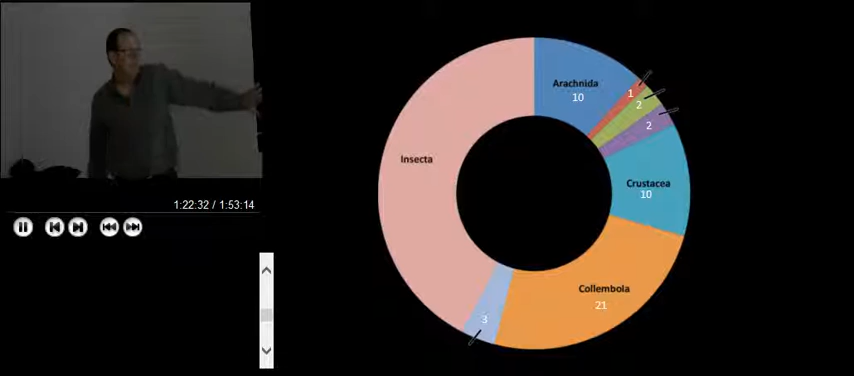 Arachnida
10
1
2
2
Insecta
Crustacea
10
Collembola
21
3
1:22:32 / 1:53:14